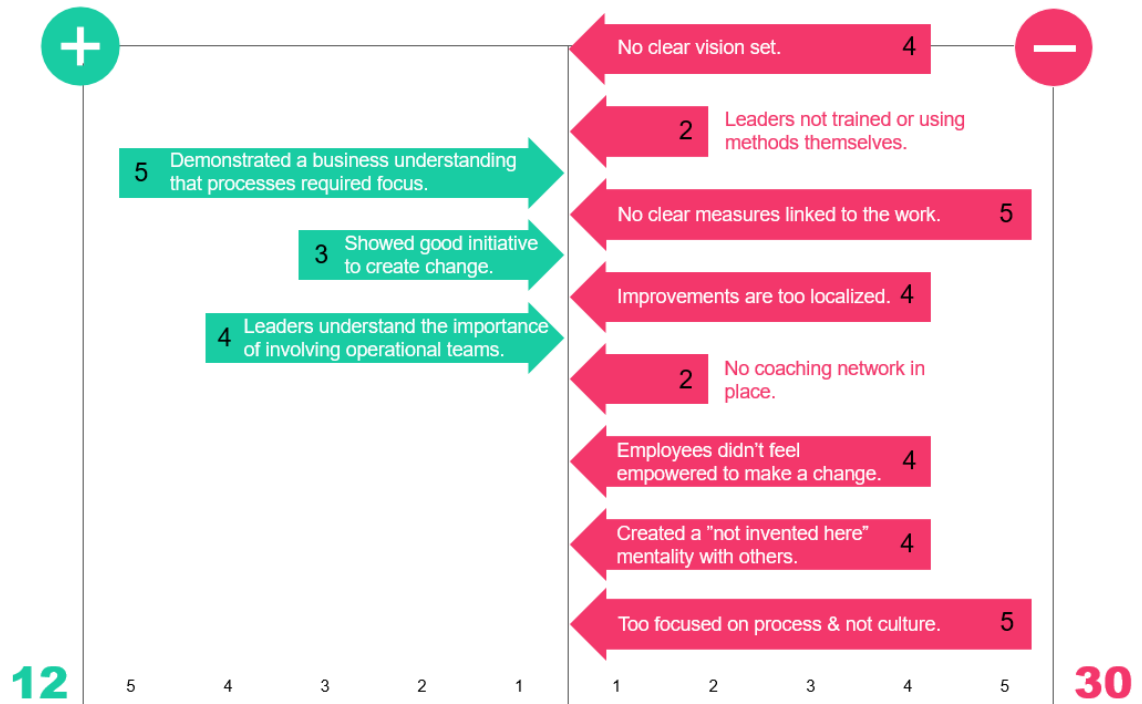 +
−
No clear vision set. 4
2 Leaders not trained or using
methods themselves.
5 Demonstrated a business understanding
that processes required focus.
No clear measures linked to the work. 5
3 Showed good initiative
to create change.
Improvements are too localized. 4
4 Leaders understand the importance
of involving operational teams.
2 No coaching network in
place.
Employees didn’t feel
empowered to make a change. 4
Created a ”not invented here”
mentality with others. 4
Too focused on process & not culture. 5
12 5 4 3 2 1 1 2 3 4 5 30